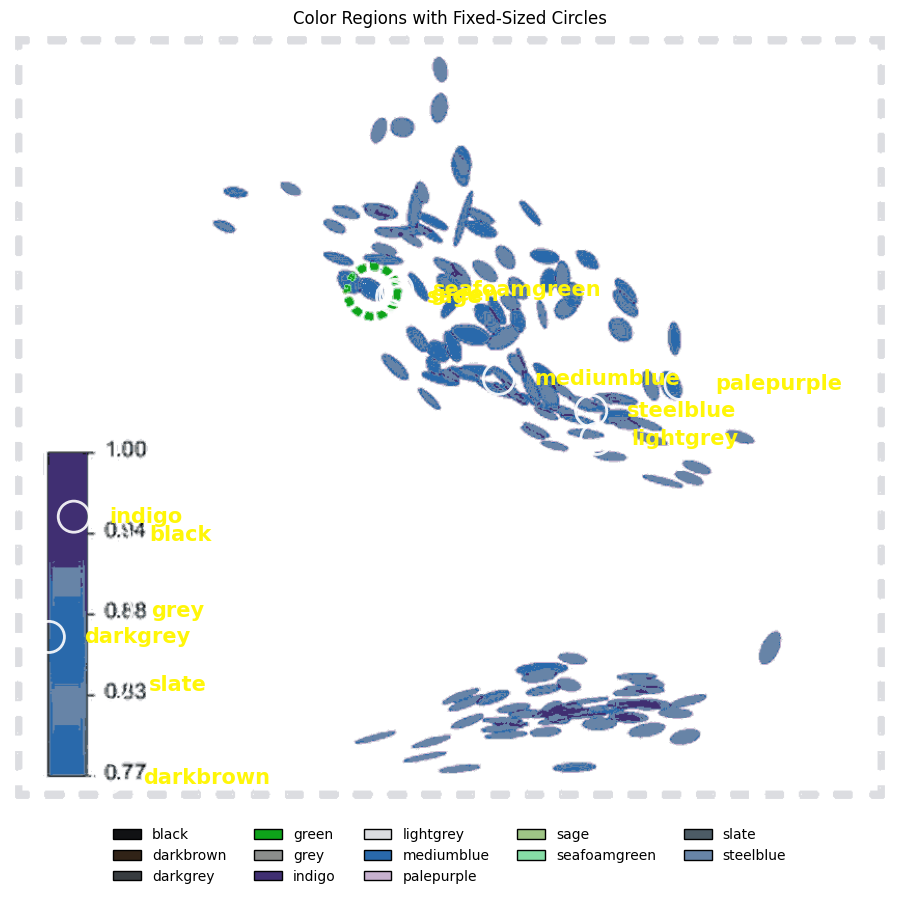 Color Regions with Fixed-Sized Circles
seafoamgreen
green
mediumblue
palepurple
steelblue
lightgrey
1.00
indigo
0.94
black
0.88
grey
darkgrey
0.83
slate
0.77
darkbrown
black green lightgrey sage slate
darkbrown grey mediumblue seafoamgreen steelblue
darkgrey indigo palepurple